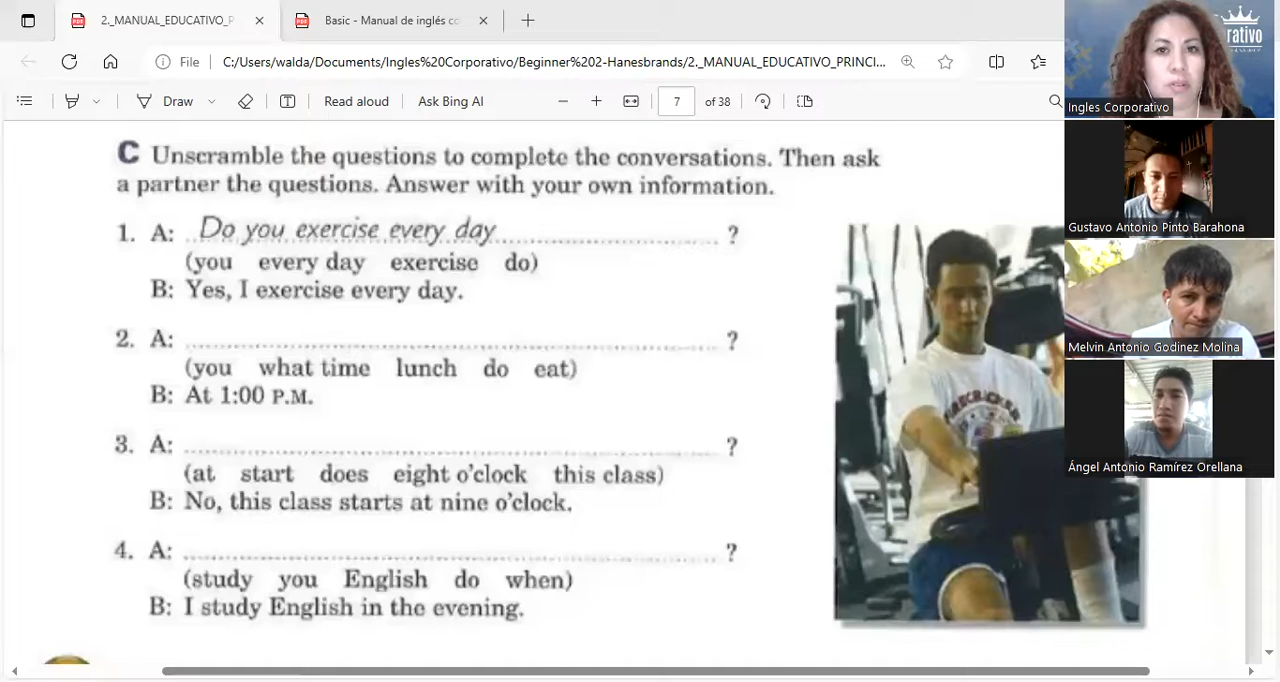 2._MANUAL_EDUCATIVO_P
Basic - Manual de inglés co
File
C:/Users/walda/Documents/Ingles%20Corporativo/Beginner%202-Hanesbrands/2._MANUAL_EDUCATIVO_PRINCI...
Draw
Read aloud
Ask Bing AI
7
of 38
rativo
Ingles Corporativo
Gustavo Antonio Pinto Barahona
Melvin Antonio Godinez Molina
Ángel Antonio Ramírez Orellana
C Unscramble the questions to complete the conversations. Then ask
a partner the questions. Answer with your own information.
1. A: Do you exercise every day ?
(you every day exercise do)
B: Yes, I exercise every day.
2. A: ?
(you what time lunch do eat)
B: At 1:00 P.M.
3. A: ?
(at start does eight o'clock this class)
B: No, this class starts at nine o'clock.
4. A: ?
(study you English do when)
B: I study English in the evening.